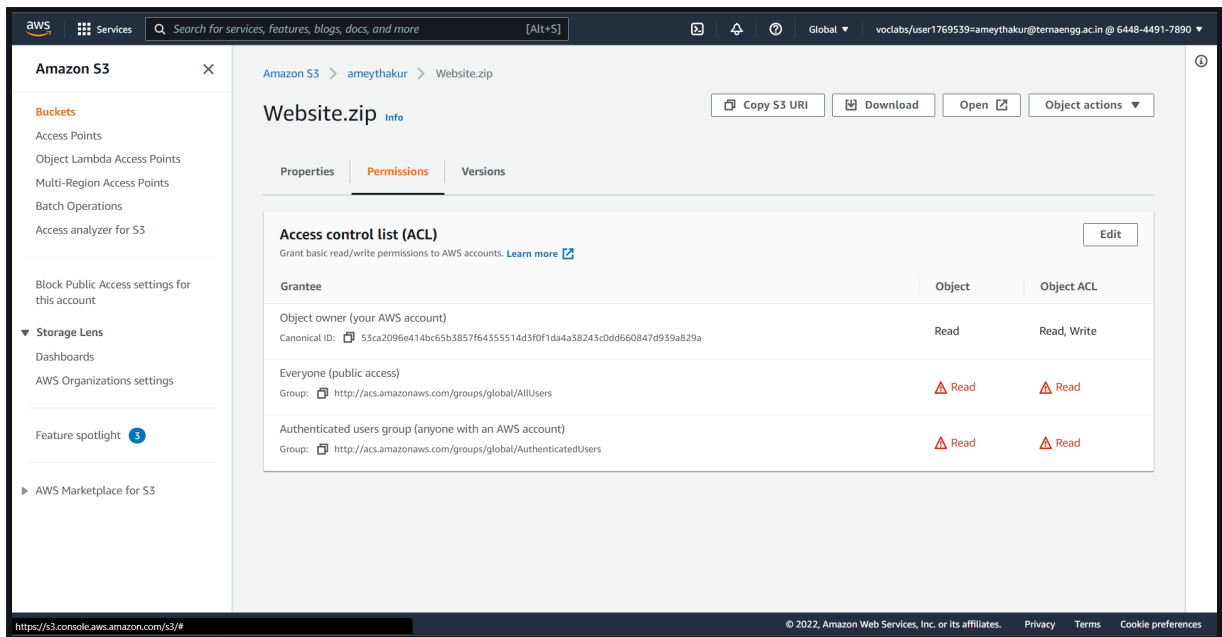 aws
Services
Search for services, features, blogs, docs, and more [Alt+S]
Global ▼
voclabs/user1769539=ameythakur@ternaengg.ac.in @ 6448-4491-7890 ▼
Amazon S3
Buckets
Access Points
Object Lambda Access Points
Multi-Region Access Points
Batch Operations
Access analyzer for S3
Block Public Access settings for
this account
Storage Lens
Dashboards
AWS Organizations settings
Feature spotlight 3
AWS Marketplace for S3
Amazon S3 > ameythakur > Website.zip
Website.zip Info
Copy S3 URI
Download
Open
Object actions ▼
Properties
Permissions
Versions
Access control list (ACL)
Edit
Grant basic read/write permissions to AWS accounts. Learn more
Grantee Object Object ACL
Object owner (your AWS account)
Canonical ID: 53ca2096e414bc65b3857f64355514d3f0f1da4a38243c0dd660847d939a829a
Read Read, Write
Everyone (public access)
Group: http://acs.amazonaws.com/groups/global/AllUsers
Read Read
Authenticated users group (anyone with an AWS account)
Group: http://acs.amazonaws.com/groups/global/AuthenticatedUsers
Read Read
https://s3.console.aws.amazon.com/s3/#
© 2022, Amazon Web Services, Inc. or its affiliates. Privacy Terms Cookie preferences